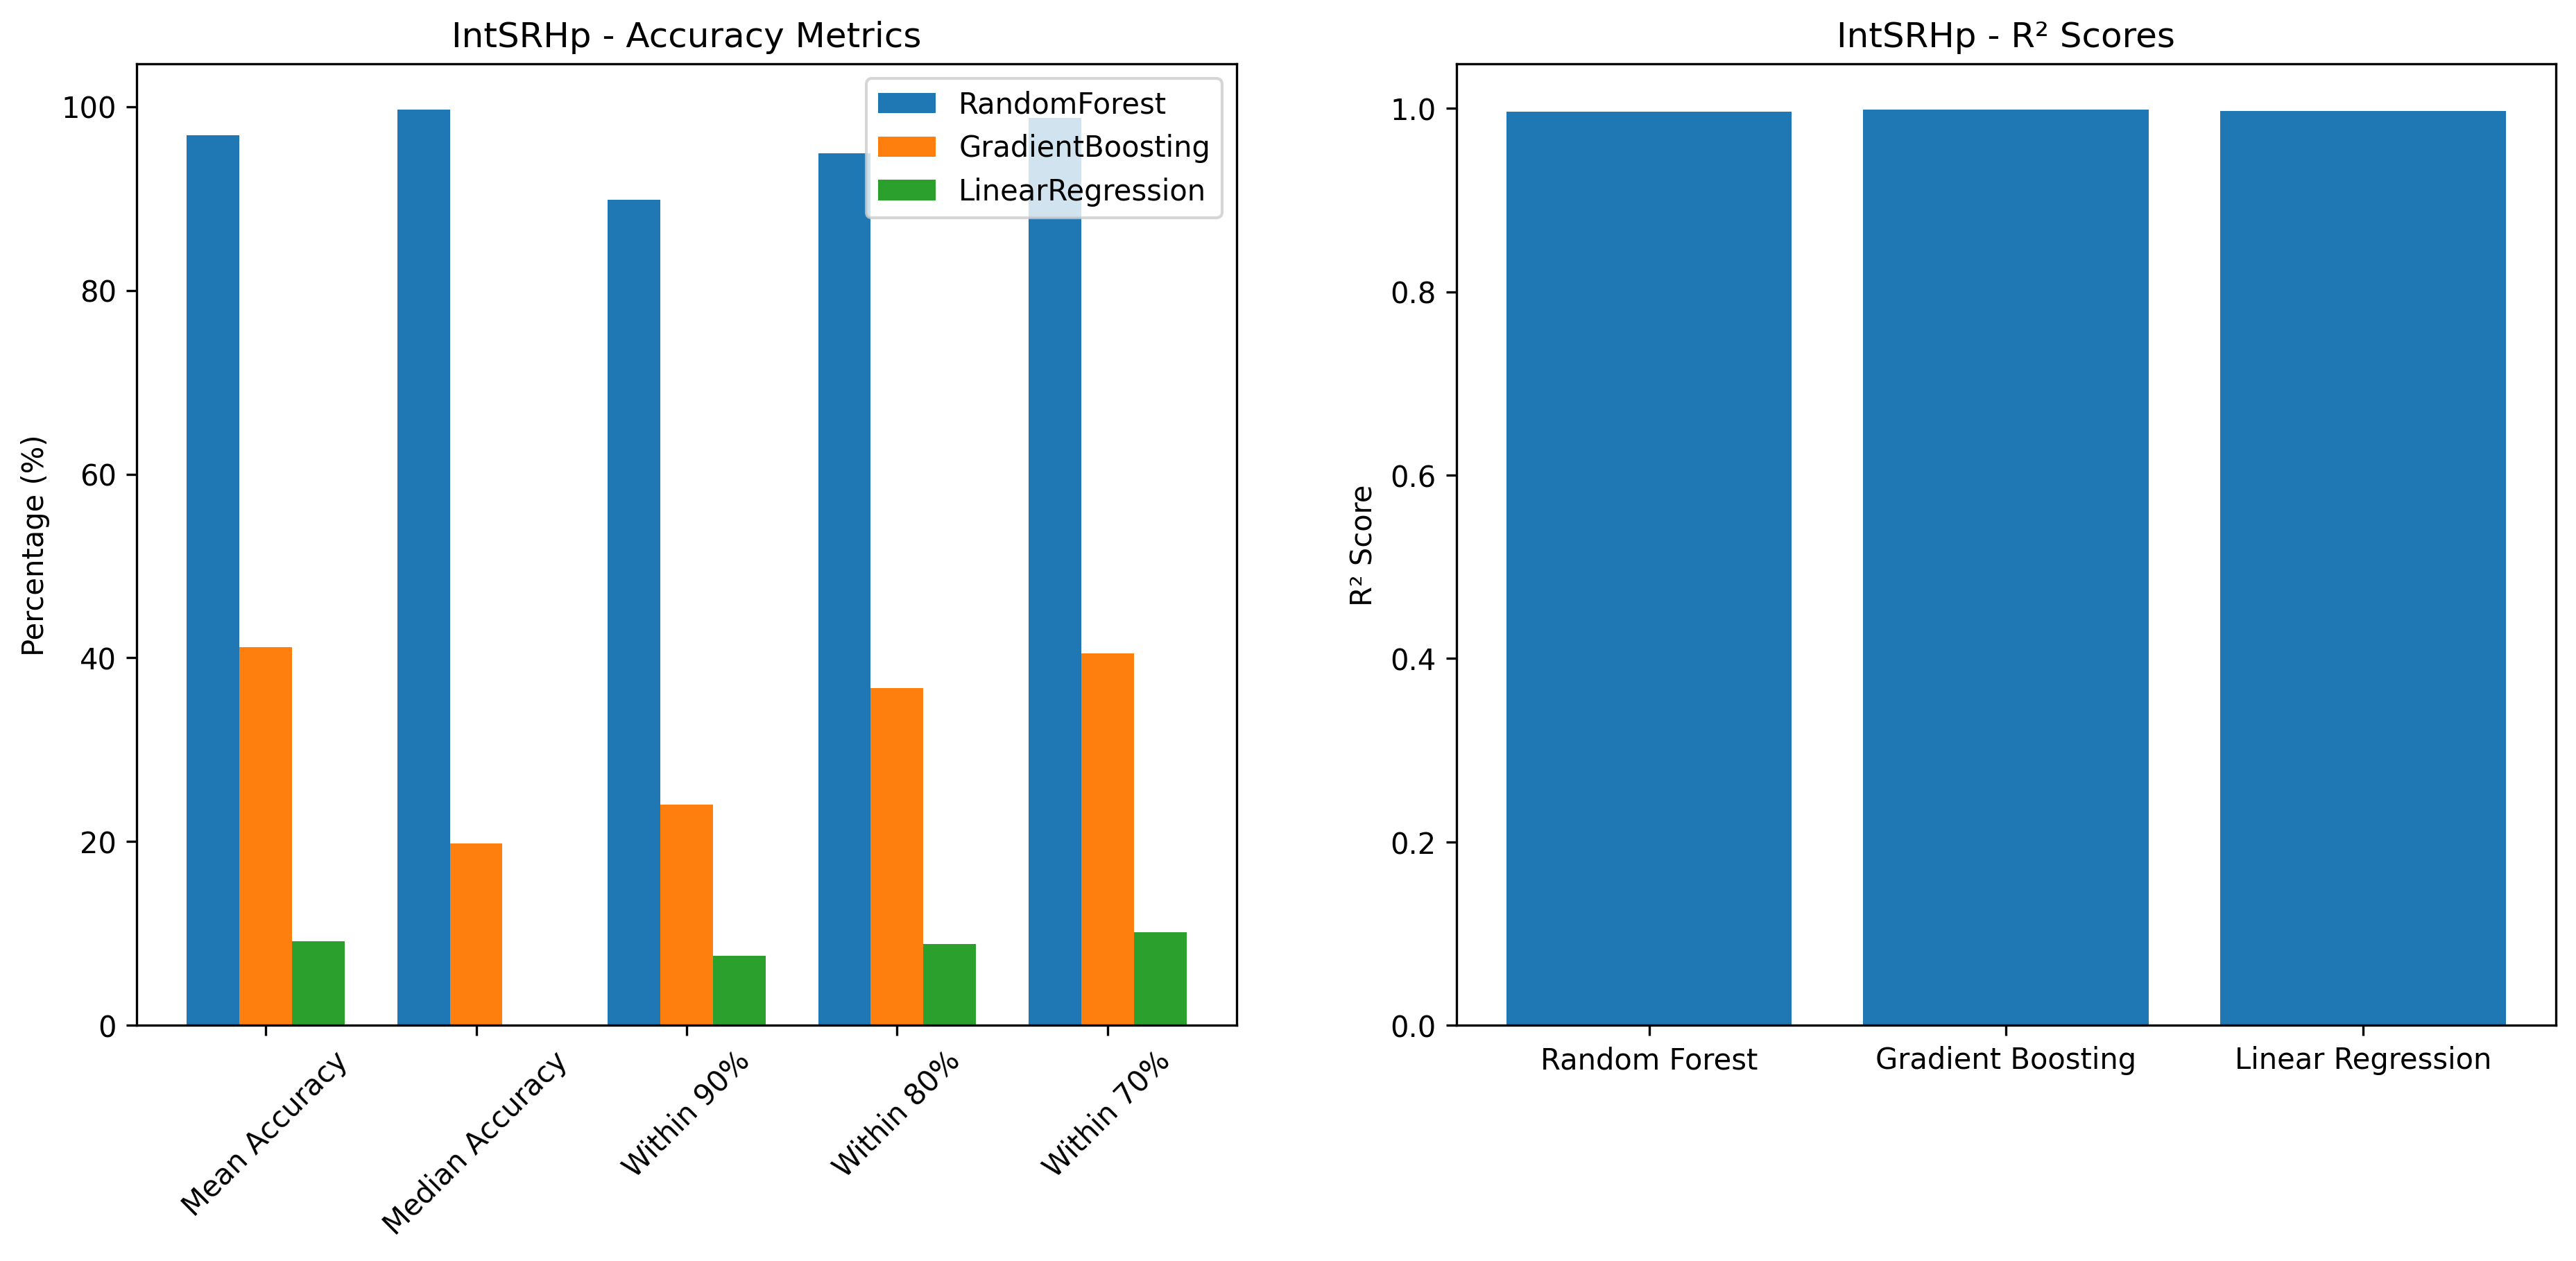 IntSRHp - Accuracy Metrics
Percentage (%)
100
80
60
40
20
0
RandomForest
GradientBoosting
LinearRegression
Mean Accuracy
Median Accuracy
Within 90%
Within 80%
Within 70%
IntSRHp - R² Scores
R² Score
1.0
0.8
0.6
0.4
0.2
0.0
Random Forest
Gradient Boosting
Linear Regression